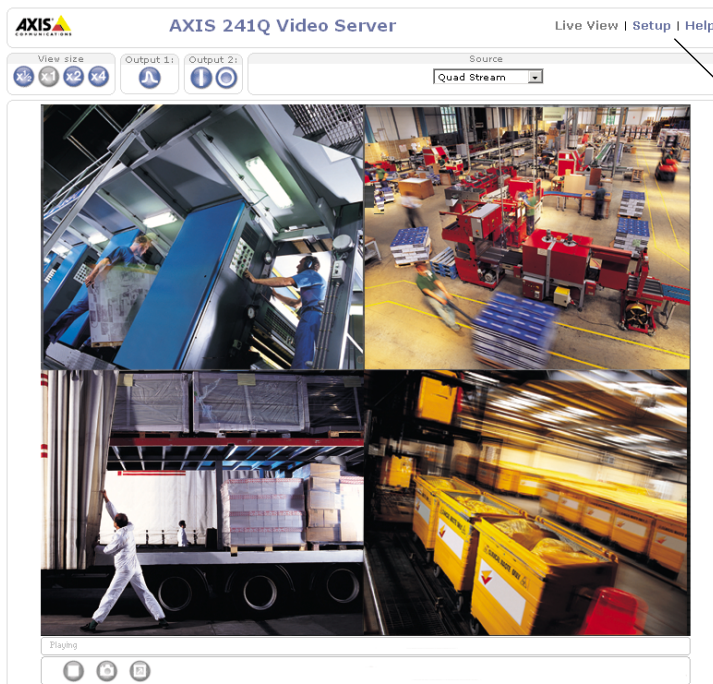 AXIS
COMMUNICATIONS
AXIS 241Q Video Server
Live View | Setup | Help
View size
x½ x1 x2 x4
Output 1:
Output 2:
Source
Quad Stream
Playing